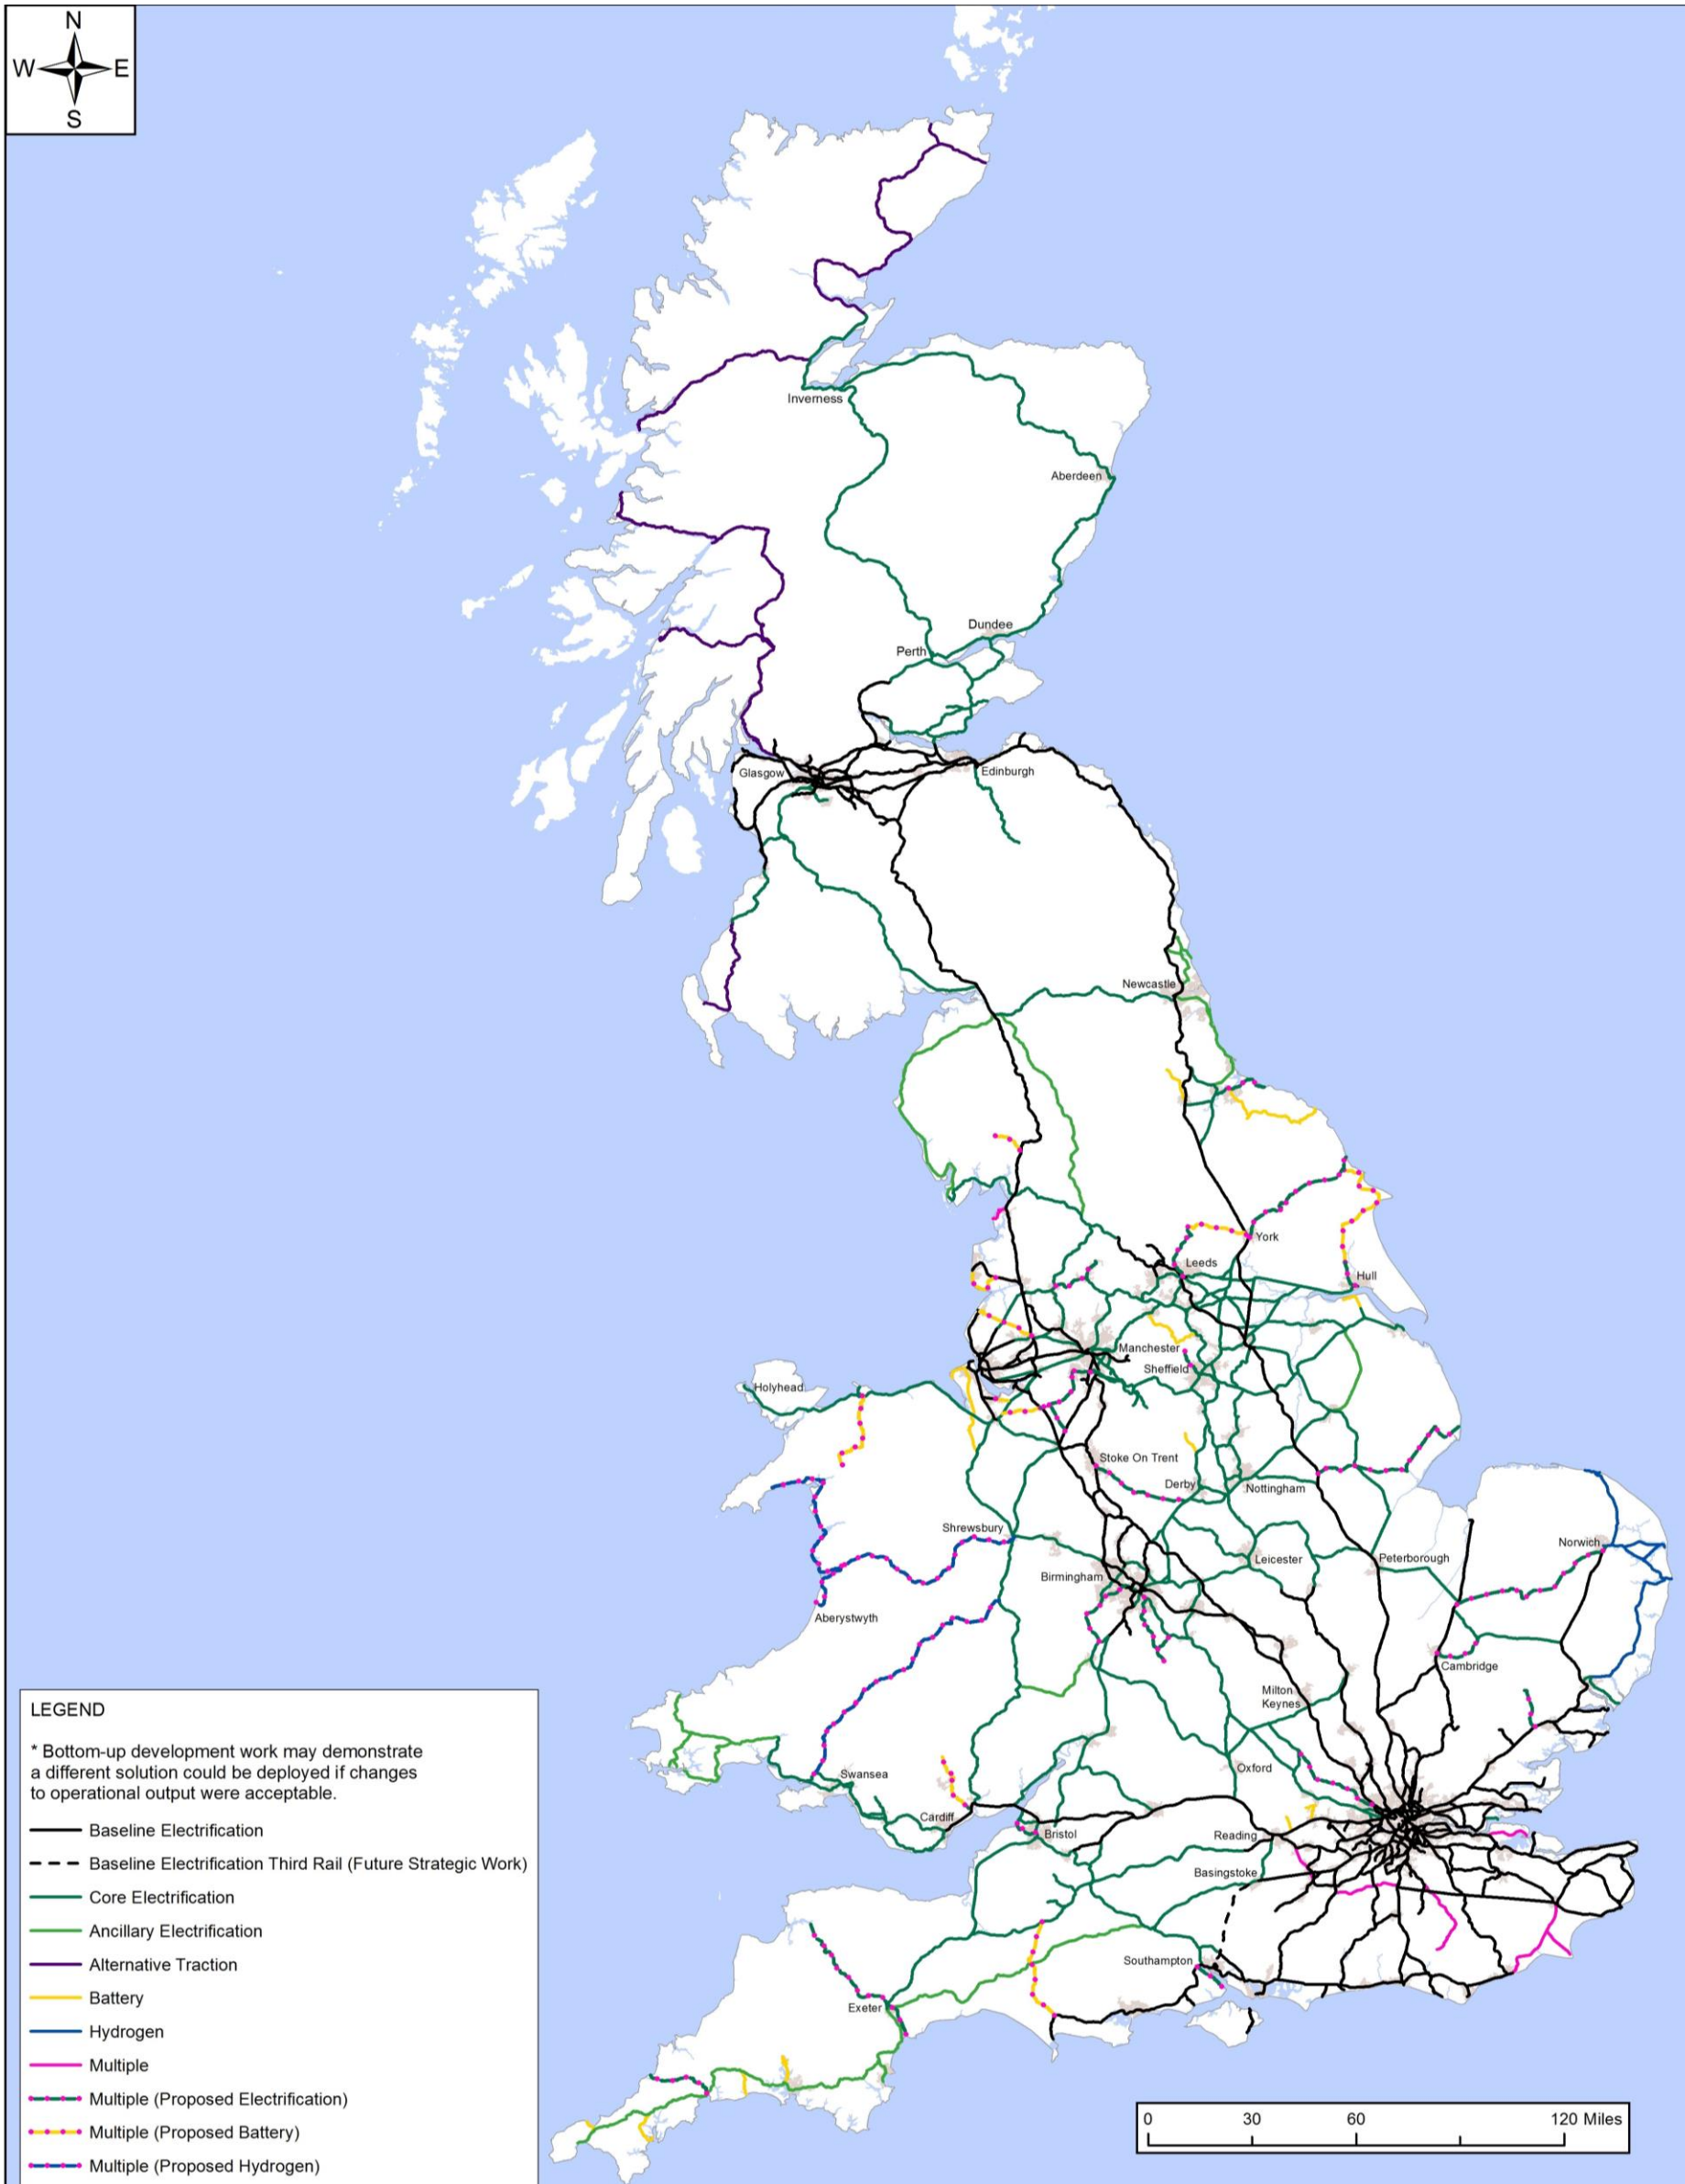 N
W E
S
Inverness
Aberdeen
Dundee
Perth
Glasgow
Edinburgh
Newcastle
York
Leeds
Hull
Manchester
Sheffield
Holyhead
Stoke On Trent
Derby
Nottingham
Shrewsbury
Norwich
Leicester
Peterborough
Birmingham
Aberystwyth
Cambridge
Milton
Keynes
Oxford
Swansea
Cardiff
Bristol
Reading
Basingstoke
Southampton
Exeter
LEGEND
* Bottom-up development work may demonstrate
a different solution could be deployed if changes
to operational output were acceptable.
Baseline Electrification
Baseline Electrification Third Rail (Future Strategic Work)
Core Electrification
Ancillary Electrification
Alternative Traction
Battery
Hydrogen
Multiple
Multiple (Proposed Electrification)
Multiple (Proposed Battery)
Multiple (Proposed Hydrogen)
0 30 60 120 Miles